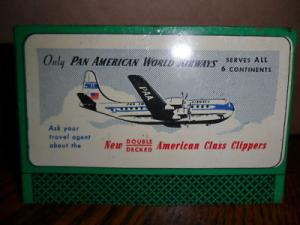 Only PAN AMERICAN WORLD AIRWAYS
SERVES ALL
6 CONTINENTS
PAA
Ask your
travel agent
about the
New DOUBLE DECKED American Class Clippers